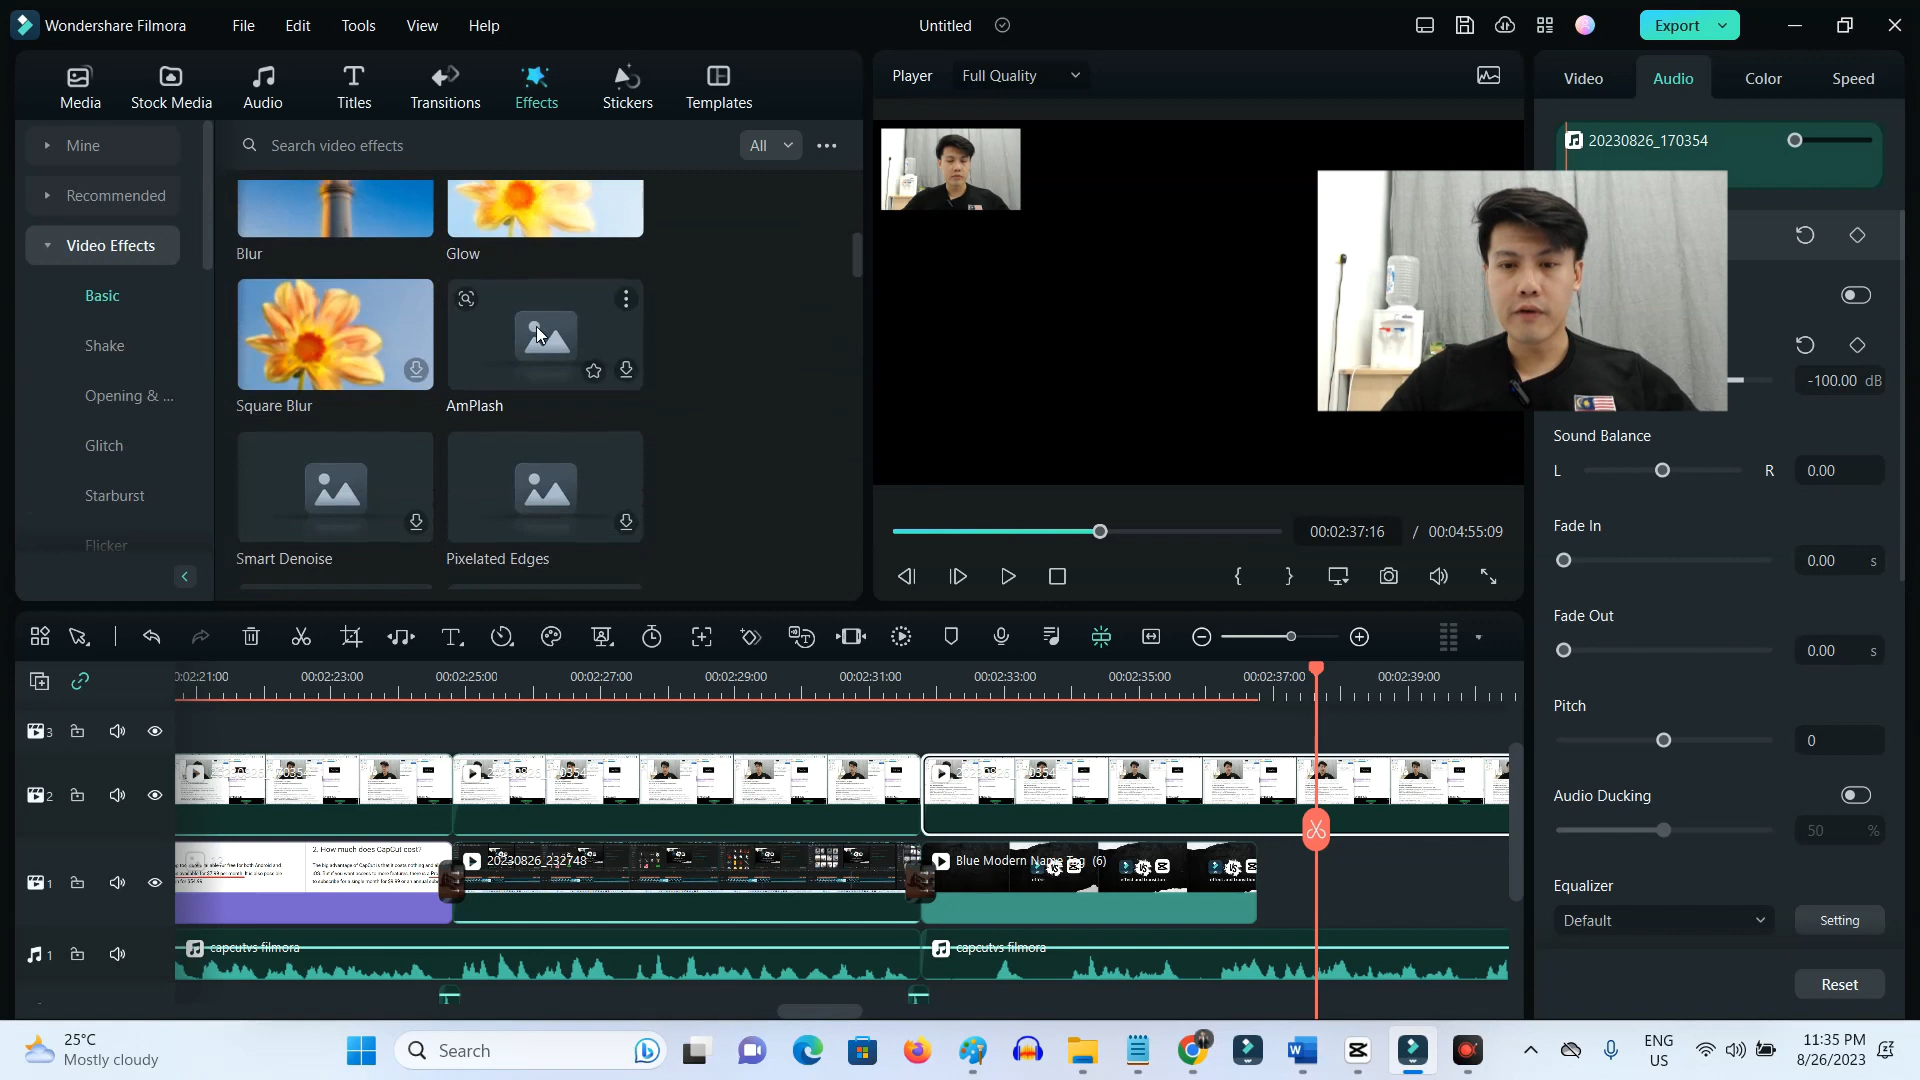 Wondershare Filmora
File
Edit
Tools
View
Help
Untitled
Export
Media
Stock Media
Audio
Titles
Transitions
Effects
Stickers
Templates
Player
Full Quality
Video
Audio
Color
Speed
Mine
Recommended
Video Effects
Basic
Shake
Opening & ...
Glitch
Starburst
Flicker
Search video effects
All
Blur
Glow
Square Blur
AmPlash
Smart Denoise
Pixelated Edges
00:02:37:16 / 00:04:55:09
20230826_170354
-100.00 dB
Sound Balance
L
R
0.00
Fade In
0.00 s
Fade Out
0.00 s
Pitch
0
Audio Ducking
50 %
Equalizer
Default
Setting
Reset
0:02:21:00
00:02:23:00
00:02:25:00
00:02:27:00
00:02:29:00
00:02:31:00
00:02:33:00
00:02:35:00
00:02:37:00
00:02:39:00
3
2
1
2. How much does CapCut cost?
20230826_232748
Blue Modern Name Tag (6)
1
capcutvs filmora
capcutvs filmora
25°C
Mostly cloudy
Search
ENG
US
11:35 PM
8/26/2023